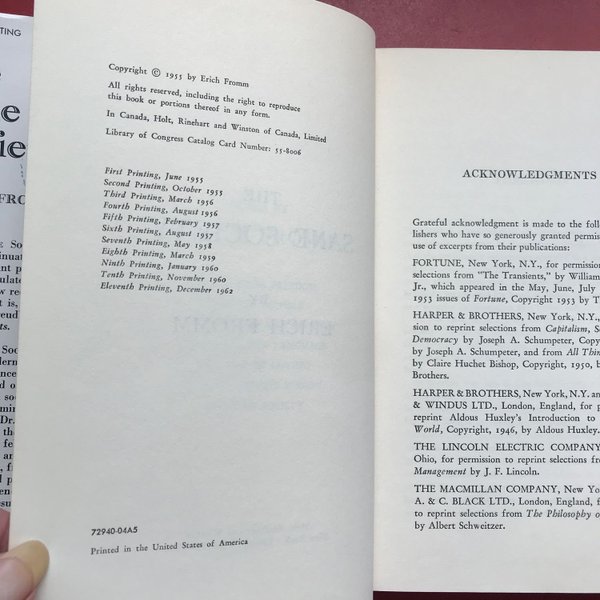 TING
e
ie
FRO
Copyright © 1955 by Erich Fromm
All rights reserved, including the right to reproduce
this book or portions thereof in any form.
In Canada, Holt, Rinehart and Winston of Canada, Limited
Library of Congress Catalog Card Number: 55-8006
First Printing, June 1955
Second Printing, October 1955
Third Printing, March 1956
Fourth Printing, August 1956
Fifth Printing, February 1957
Sixth Printing, August 1957
Seventh Printing, May 1958
Eighth Printing, March 1959
Ninth Printing, January 1960
Tenth Printing, November 1960
Eleventh Printing, December 1962
72940-04A5
Printed in the United States of America
ACKNOWLEDGMENTS
Grateful acknowledgment is made to the follo
lishers who have so generously granted permis
use of excerpts from their publications:
FORTUNE, New York, N.Y., for permission
selections from "The Transients," by William
Jr., which appeared in the May, June, July
1953 issues of Fortune, Copyright 1953 by T
HARPER & BROTHERS, New York, N.Y.,
sion to reprint selections from Capitalism, So
Democracy by Joseph A. Schumpeter, Copy
by Joseph A. Schumpeter, and from All Thin
by Claire Huchet Bishop, Copyright, 1950, b
Brothers.
HARPER & BROTHERS, New York, N.Y. an
& WINDUS LTD., London, England, for p
reprint Aldous Huxley's Introduction to
World, Copyright, 1946, by Aldous Huxley.
THE LINCOLN ELECTRIC COMPANY
Ohio, for permission to reprint selections fro
Management by J. F. Lincoln.
THE MACMILLAN COMPANY, New Yo
A. & C. BLACK LTD., London, England, f
to reprint selections from The Philosophy o
by Albert Schweitzer.